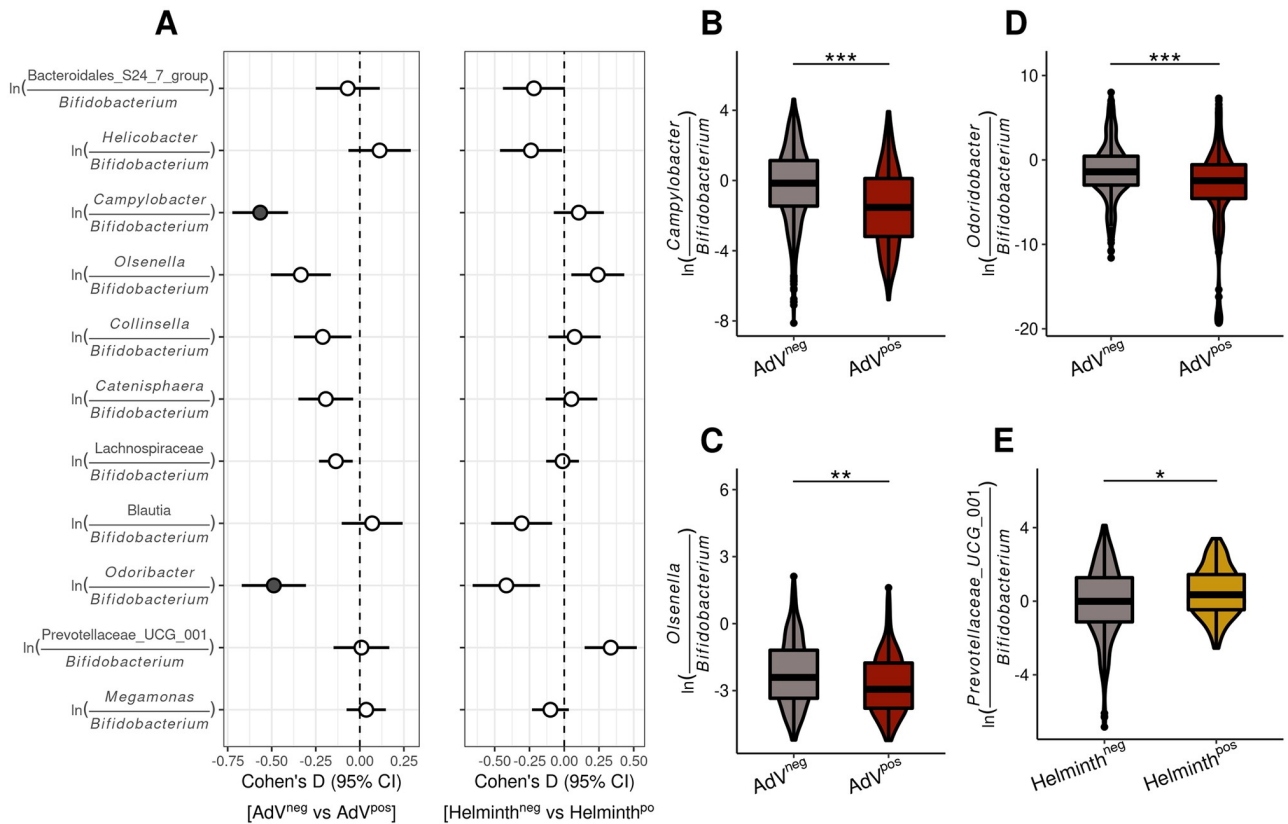 A
ln(Bacteroidales_S24_7_group
Bifidobacterium)
ln(Helicobacter
Bifidobacterium)
ln(Campylobacter
Bifidobacterium)
ln(Olsenella
Bifidobacterium)
ln(Collinsella
Bifidobacterium)
ln(Catenisphaera
Bifidobacterium)
ln(Lachnospiraceae
Bifidobacterium)
ln(Blautia
Bifidobacterium)
ln(Odoribacter
Bifidobacterium)
ln(Prevotellaceae_UCG_001
Bifidobacterium)
ln(Megamonas
Bifidobacterium)
-0.75 -0.50 -0.25 0.00 0.25
Cohen's D (95% CI)
[AdVneg vs AdVpos]
-0.50 -0.25 0.00 0.25 0.50
Cohen's D (95% CI)
[Helminthneg vs Helminthpo
B
***
ln(Campylobacter
Bifidobacterium)
4
0
-4
-8
AdVneg
AdVpos
D
***
ln(Odoridobacter
Bifidobacterium)
10
0
-10
-20
AdVneg
AdVpos
C
**
ln(Olsenella
Bifidobacterium)
6
3
0
-3
AdVneg
AdVpos
E
*
ln(Prevotellaceae_UCG_001
Bifidobacterium)
4
0
-4
Helminthneg
Helminthpos